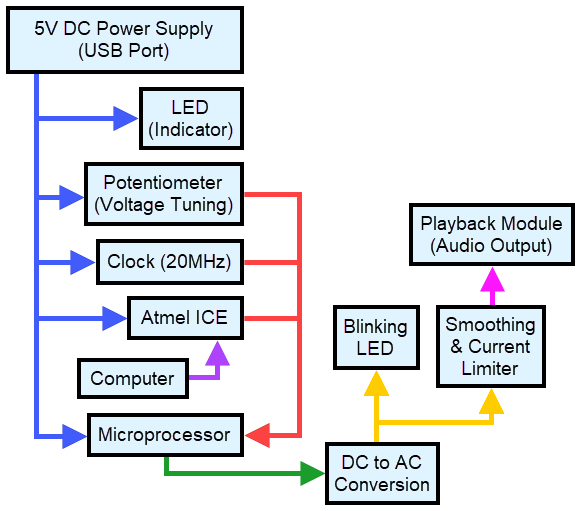 5V DC Power Supply
(USB Port)
LED
(Indicator)
Potentiometer
(Voltage Tuning)
Clock (20MHz)
Atmel ICE
Computer
Microprocessor
Playback Module
(Audio Output)
Blinking
LED
Smoothing
& Current
Limiter
DC to AC
Conversion